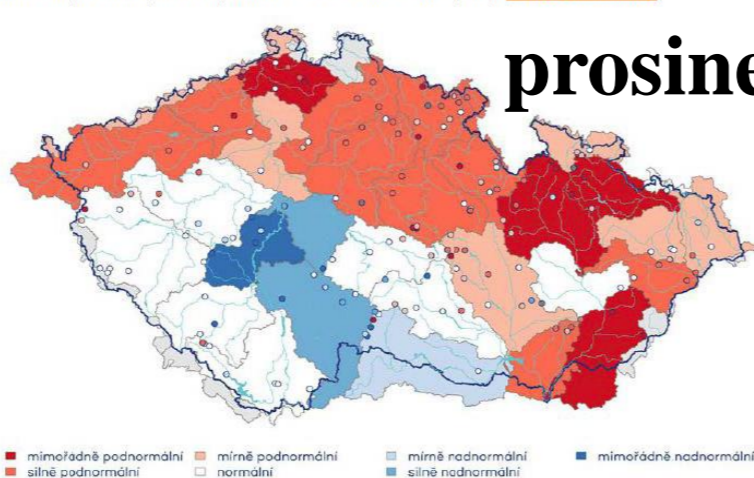 prosine
mimořádně podnormální mírně podnormální mírně nadnormální mimořádně nadnormální
silně podnormální normální silně nadnormální